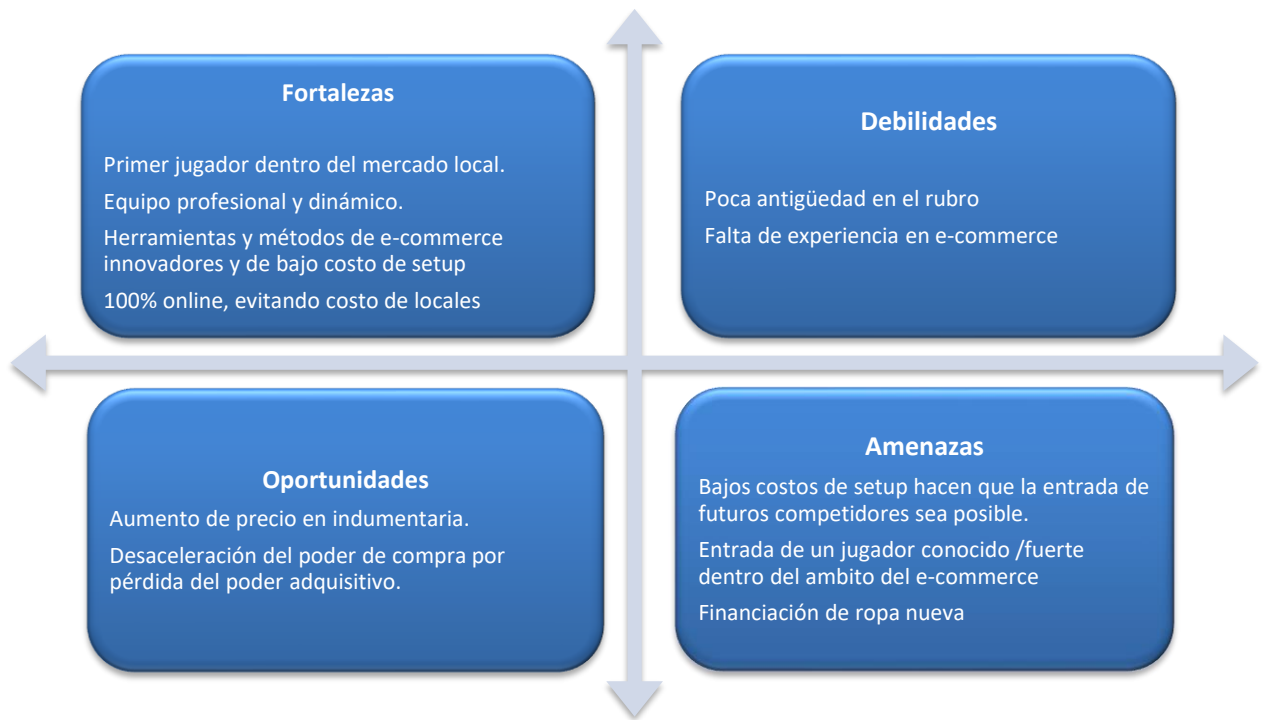 Fortalezas
Primer jugador dentro del mercado local.
Equipo profesional y dinámico.
Herramientas y métodos de e-commerce
innovadores y de bajo costo de setup
100% online, evitando costo de locales
Debilidades
Poca antigüedad en el rubro
Falta de experiencia en e-commerce
Oportunidades
Aumento de precio en indumentaria.
Desaceleración del poder de compra por
pérdida del poder adquisitivo.
Amenazas
Bajos costos de setup hacen que la entrada de
futuros competidores sea posible.
Entrada de un jugador conocido /fuerte
dentro del ambito del e-commerce
Financiación de ropa nueva